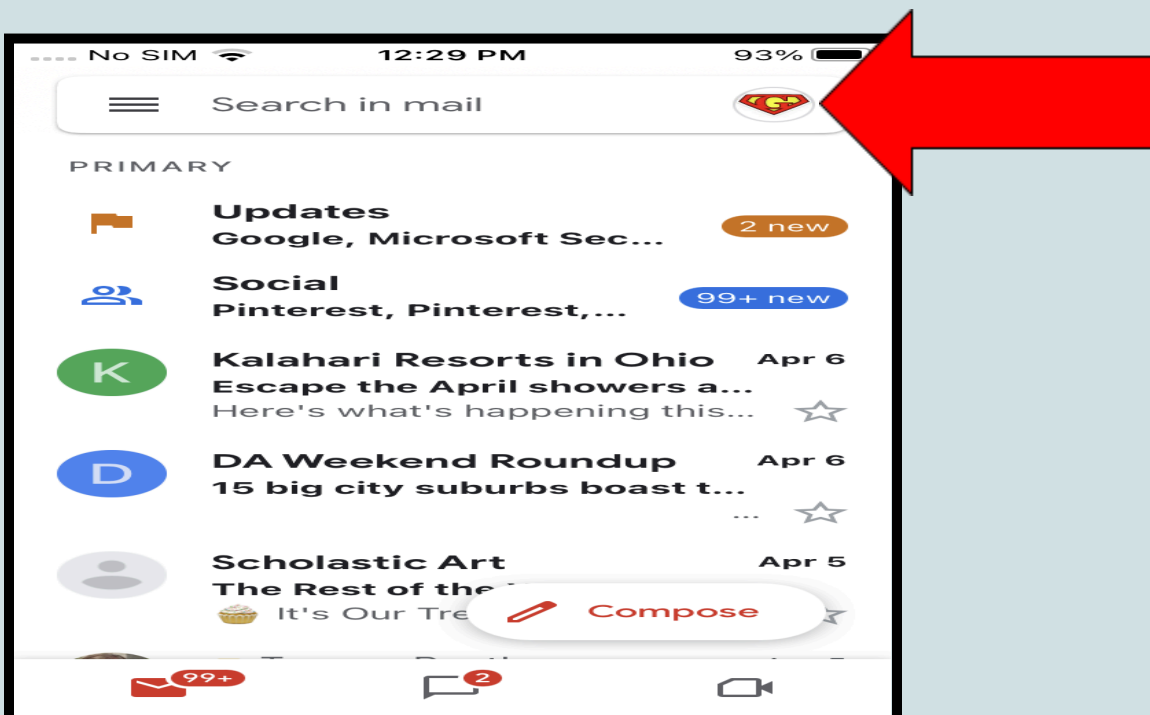 No SIM 12:29 PM 93%
Search in mail
PRIMARY
Updates
Google, Microsoft Sec...
2 new
Social
Pinterest, Pinterest,...
99+ new
K
Kalahari Resorts in Ohio Apr 6
Escape the April showers a...
Here's what's happening this...
D
DA Weekend Roundup Apr 6
15 big city suburbs boast t...
...
Scholastic Art Apr 5
The Rest of the
It's Our Tre
Compose
99+ 2